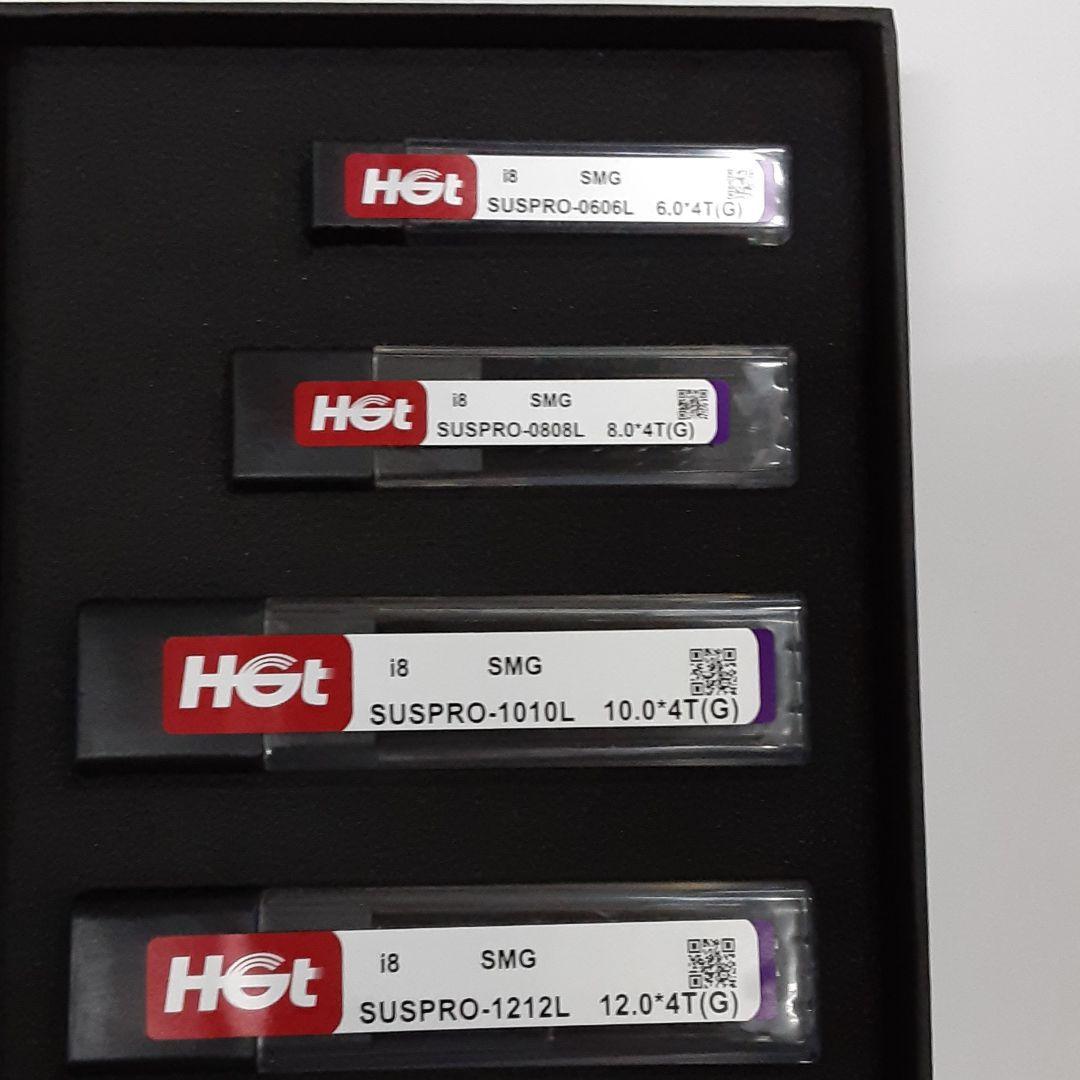 HGt i8 SMG
SUSPRO-0606L 6.0*4T(G)
HGt i8 SMG
SUSPRO-0808L 8.0*4T(G)
HGt i8 SMG
SUSPRO-1010L 10.0*4T(G)
HGt i8 SMG
SUSPRO-1212L 12.0*4T(G)